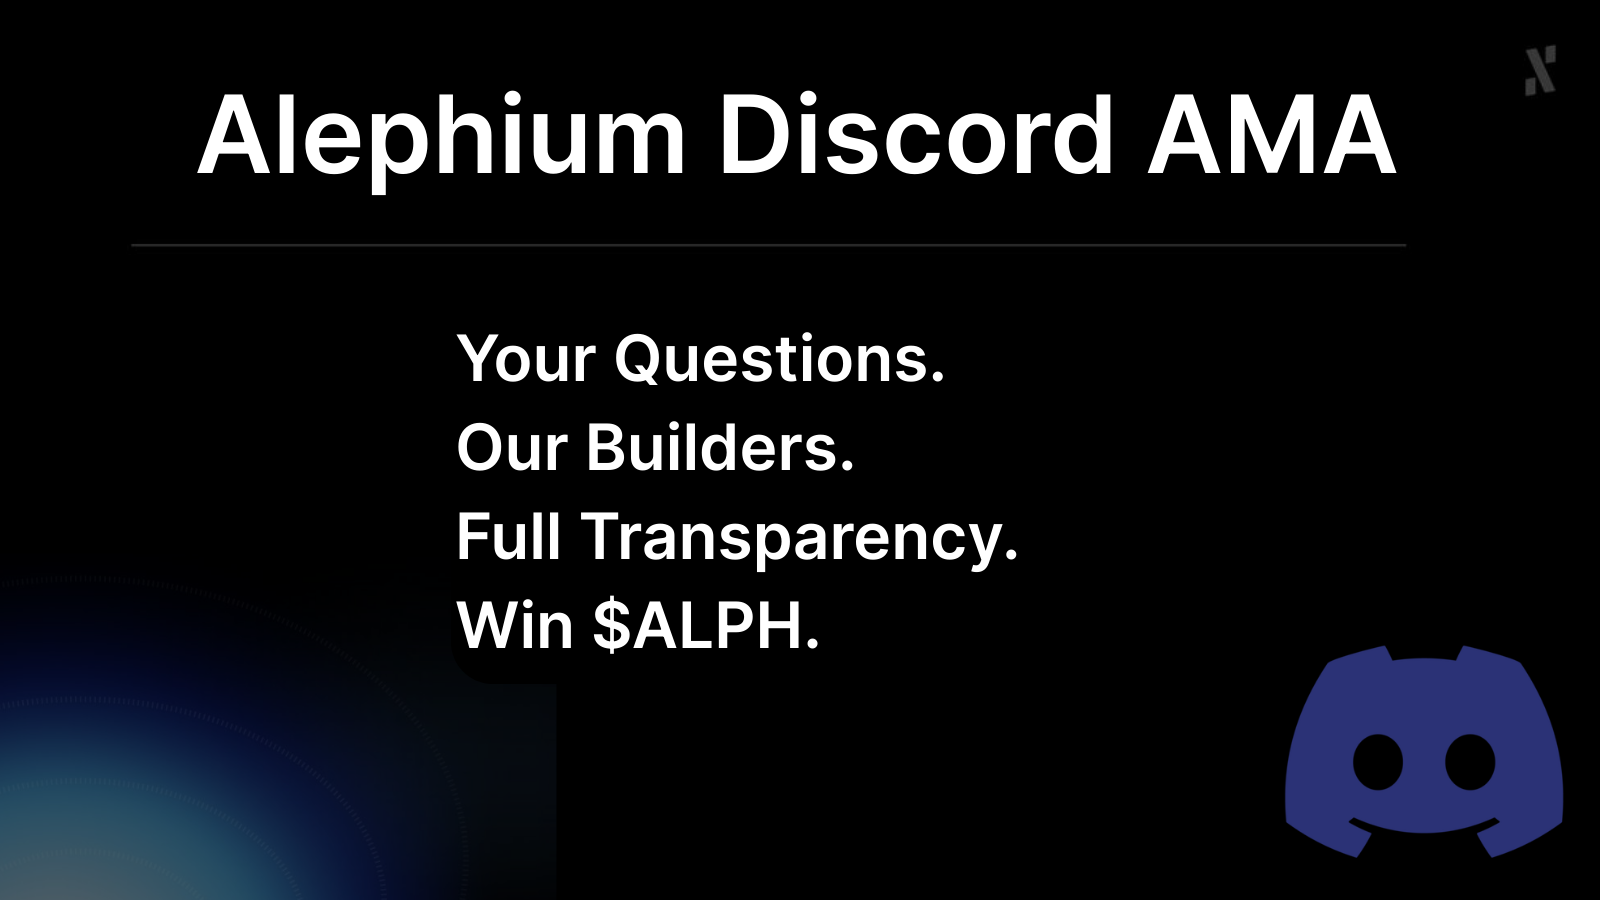 Alephium Discord AMA
Your Questions.
Our Builders.
Full Transparency.
Win $ALPH.